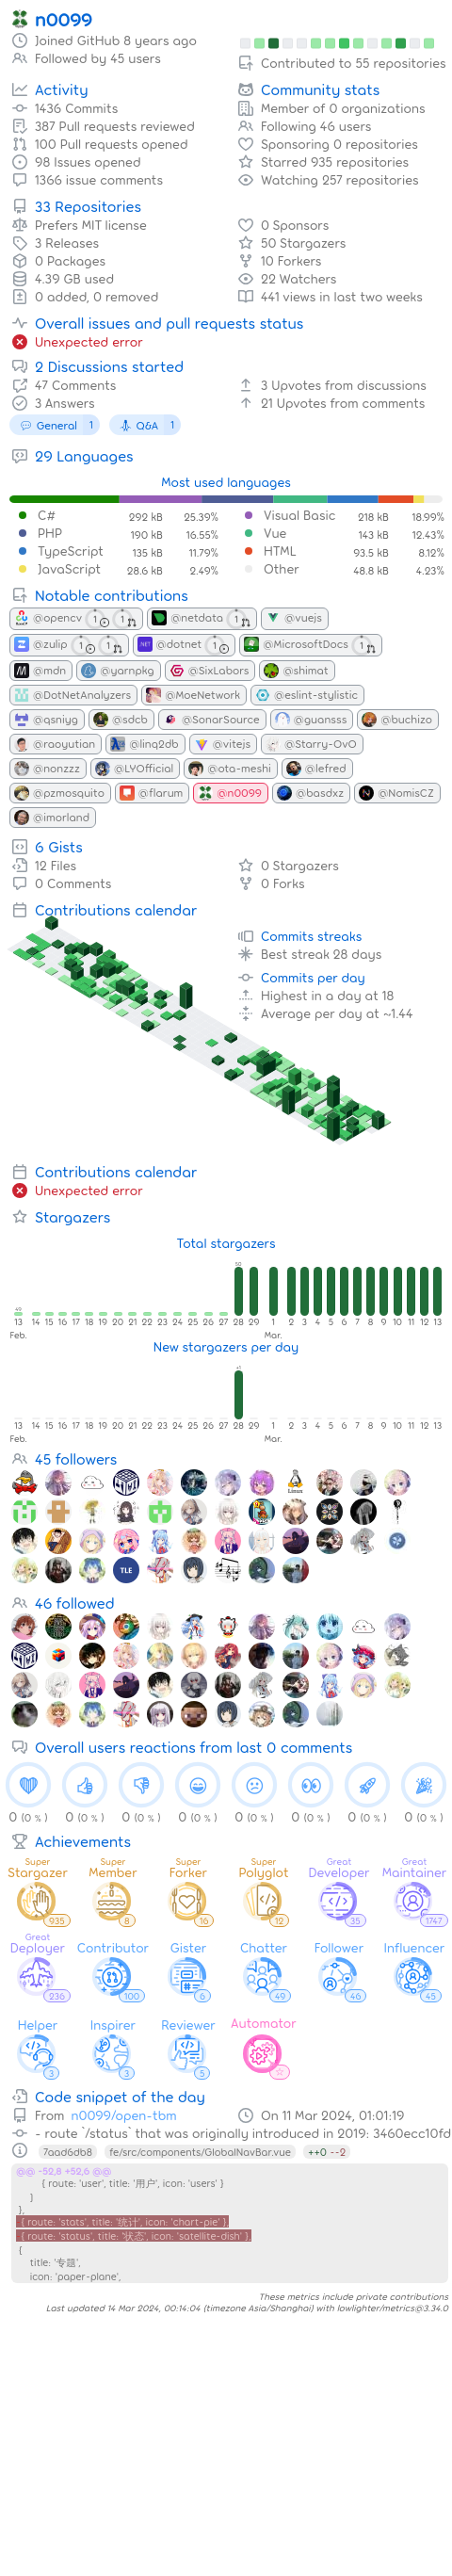 n0099
Joined GitHub 8 years ago
Followed by 45 users
Contributed to 55 repositories
Activity
1436 Commits
387 Pull requests reviewed
100 Pull requests opened
98 Issues opened
1366 issue comments
Community stats
Member of 0 organizations
Following 46 users
Sponsoring 0 repositories
Starred 935 repositories
Watching 257 repositories
33 Repositories
Prefers MIT license
3 Releases
0 Packages
4.39 GB used
0 added, 0 removed
0 Sponsors
50 Stargazers
10 Forkers
22 Watchers
441 views in last two weeks
Overall issues and pull requests status
Unexpected error
2 Discussions started
47 Comments
3 Answers
3 Upvotes from discussions
21 Upvotes from comments
General 1 Q&A 1
29 Languages
Most used languages
C# 292 kB 25.39% Visual Basic 218 kB 18.99%
PHP 190 kB 16.55% Vue 143 kB 12.43%
TypeScript 135 kB 11.79% HTML 93.5 kB 8.12%
JavaScript 28.6 kB 2.49% Other 48.8 kB 4.23%
Notable contributions
@opencv 1 1 @netdata 1 @vuejs
@zulip 1 1 @dotnet 1 @MicrosoftDocs 1
@mdn @yarnpkg @SixLabors @shimat
@DotNetAnalyzers @MoeNetwork @eslint-stylistic
@qsniyg @sdcb @SonarSource @guansss @buchizo
@raoyutian @linq2db @vitejs @Starry-OvO
@nonzzz @LYOfficial @ota-meshi @lefred
@pzmosquito @flarum @n0099 @basdxz @NomisCZ
@imorland
6 Gists
12 Files
0 Comments
0 Stargazers
0 Forks
Contributions calendar
Commits streaks
Best streak 28 days
Commits per day
Highest in a day at 18
Average per day at ~1.44
Contributions calendar
Unexpected error
Stargazers
Total stargazers
49 50
13 14 15 16 17 18 19 20 21 22 23 24 25 26 27 28 29 1 2 3 4 5 6 7 8 9 10 11 12 13
Feb. Mar.
New stargazers per day
+1
13 14 15 16 17 18 19 20 21 22 23 24 25 26 27 28 29 1 2 3 4 5 6 7 8 9 10 11 12 13
Feb. Mar.
45 followers
Linux
TLE
46 followed
Overall users reactions from last 0 comments
0 (0 %) 0 (0 %) 0 (0 %) 0 (0 %) 0 (0 %) 0 (0 %) 0 (0 %) 0 (0 %)
Achievements
Super Super Super Super Great Great
Stargazer Member Forker Polyglot Developer Maintainer
935 8 16 12 35 1747
Great
Deployer Contributor Gister Chatter Follower Influencer
236 100 6 49 46 45
Helper Inspirer Reviewer Automator
3 3 5
Code snippet of the day
From n0099/open-tbm
On 11 Mar 2024, 01:01:19
- route `/status` that was originally introduced in 2019: 3460ecc10fd
7aad6db8 fe/src/components/GlobalNavBar.vue ++0 --2
@@ -52,8 +52,6 @@
{ route: 'user', title: '用户', icon: 'users' }
]
},
{ route: 'stats', title: '统计', icon: 'chart-pie' },
{ route: 'status', title: '状态', icon: 'satellite-dish' },
{
title: '专题',
icon: 'paper-plane',
These metrics include private contributions
Last updated 14 Mar 2024, 00:14:04 (timezone Asia/Shanghai) with lowlighter/metrics@3.34.0